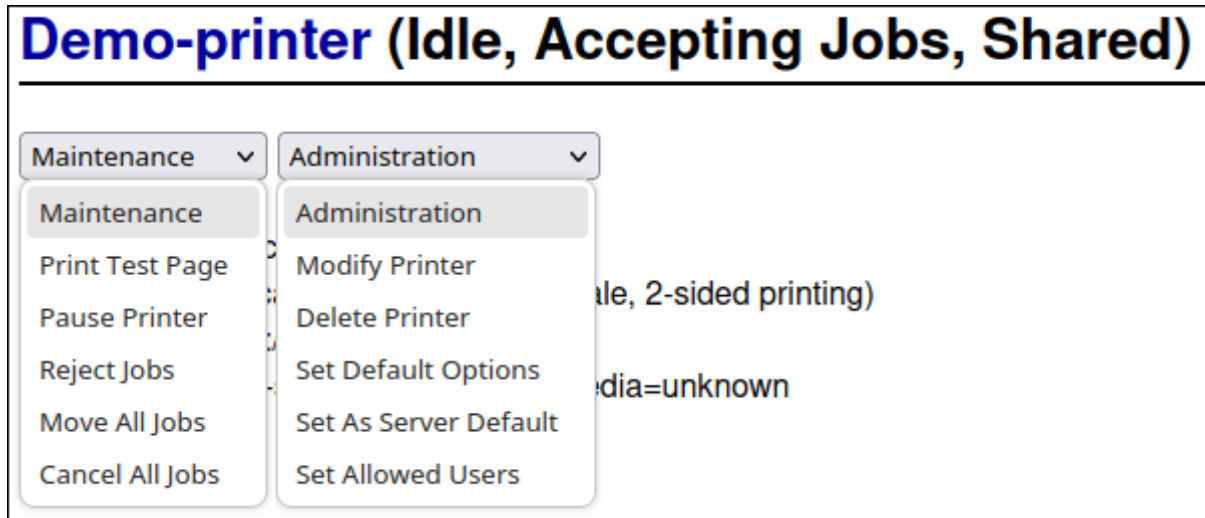 Demo-printer (Idle, Accepting Jobs, Shared)
Maintenance
Administration
Maintenance
Print Test Page
Pause Printer
Reject Jobs
Move All Jobs
Cancel All Jobs
Administration
Modify Printer
Delete Printer
Set Default Options
Set As Server Default
Set Allowed Users
2-sided printing)
media=unknown